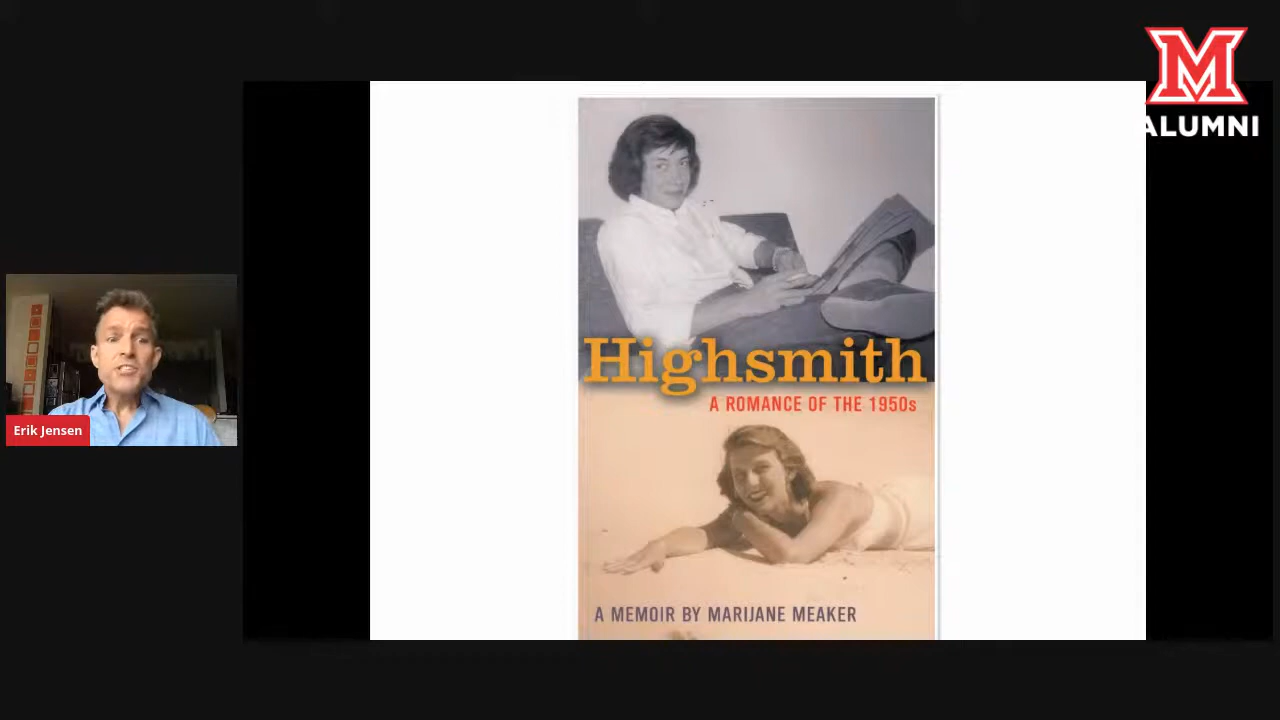 M
ALUMNI
Highsmith
A ROMANCE OF THE 1950s
Erik Jensen
A MEMOIR BY MARIJANE MEAKER